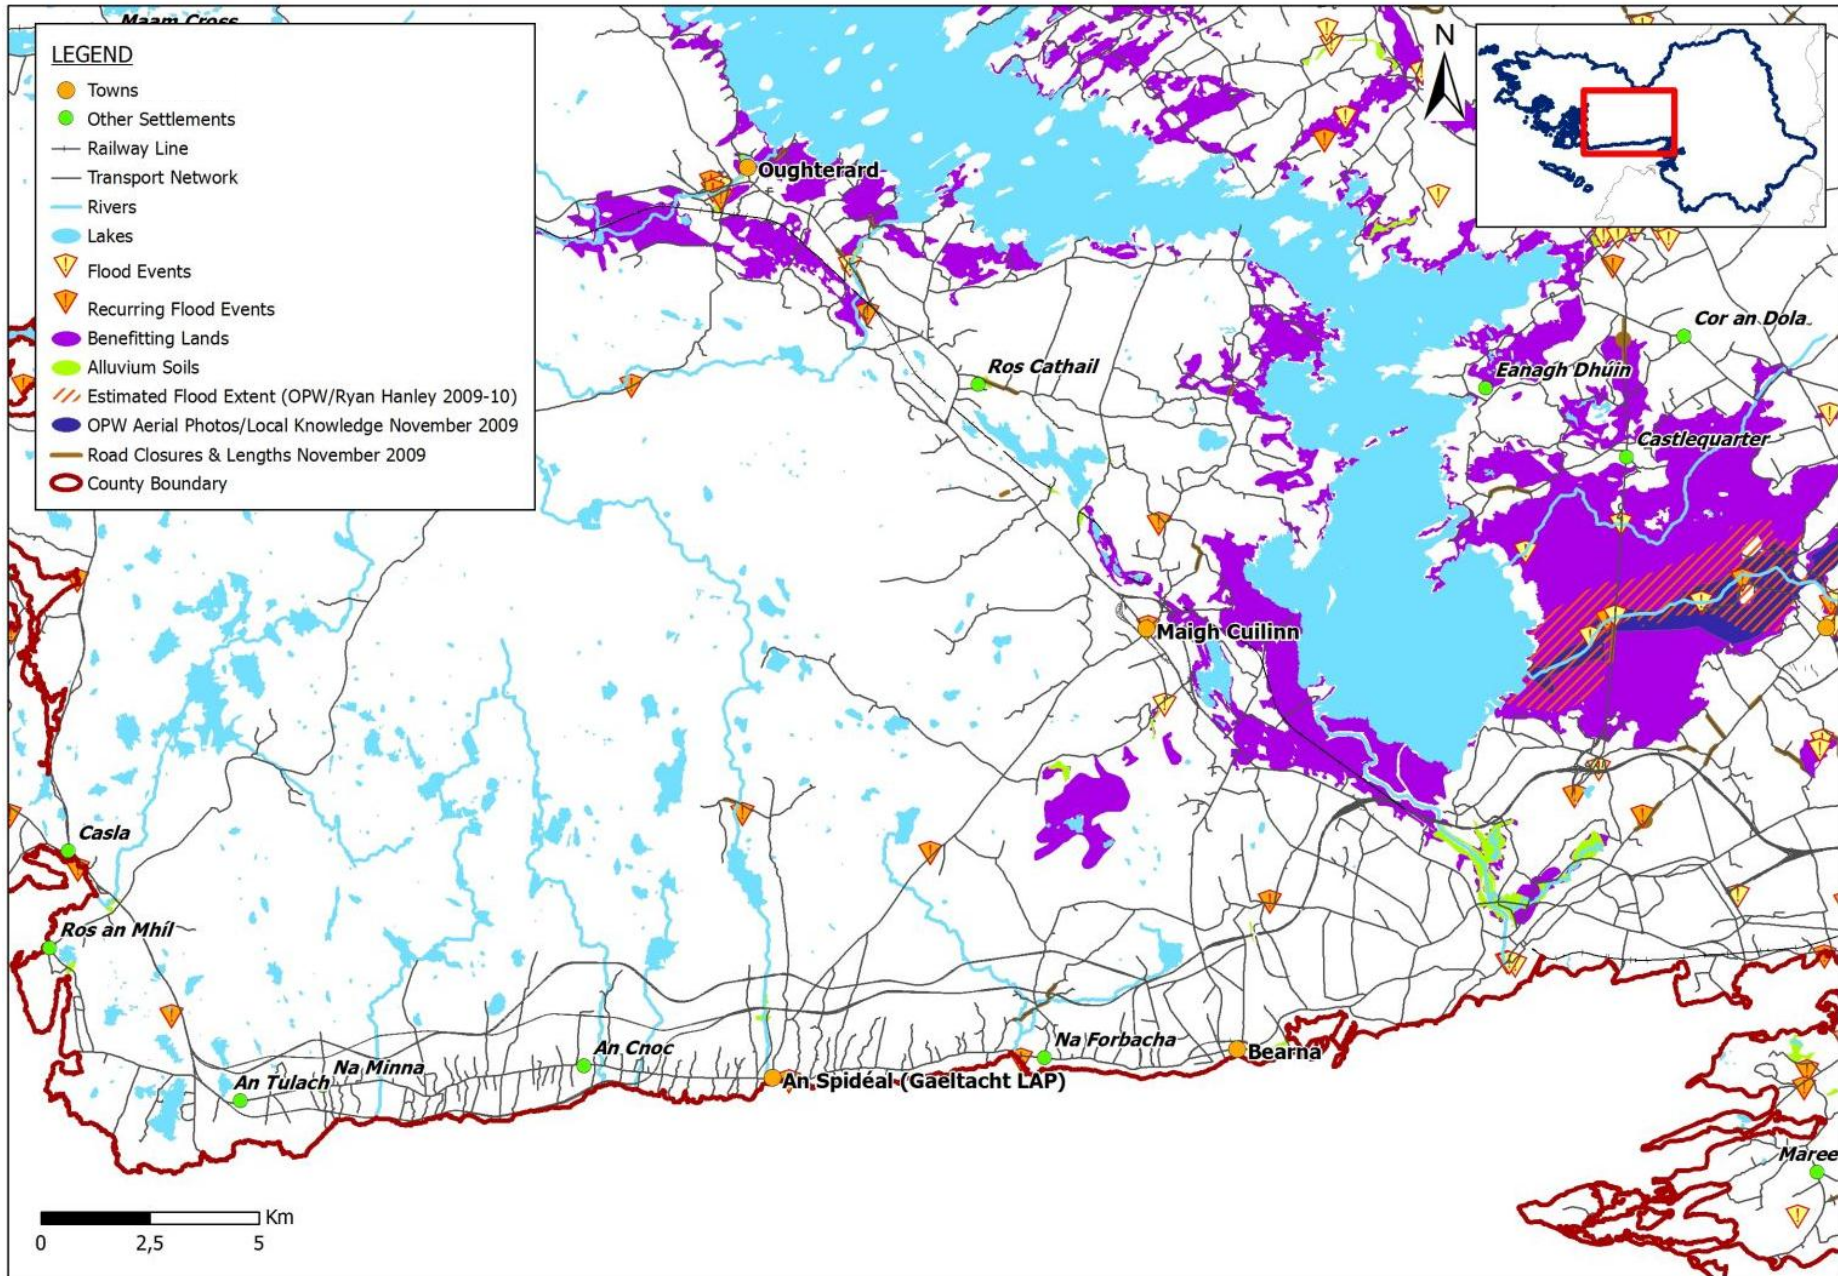 Maam Cross
LEGEND
Towns
Other Settlements
Railway Line
Transport Network
Rivers
Lakes
Flood Events
Recurring Flood Events
Benefitting Lands
Alluvium Soils
Estimated Flood Extent (OPW/Ryan Hanley 2009-10)
OPW Aerial Photos/Local Knowledge November 2009
Road Closures & Lengths November 2009
County Boundary
N
Oughterard
Cor an Dola
Ros Cathail
Eanagh Dhúin
Castlequarter
Maigh Cuilinn
Casla
Ros an Mhíl
Na Forbacha
An Cnoc
Bearna
Na Minna
An Tulach
An Spidéal (Gaeltacht LAP)
Maree
Km
0 2,5 5